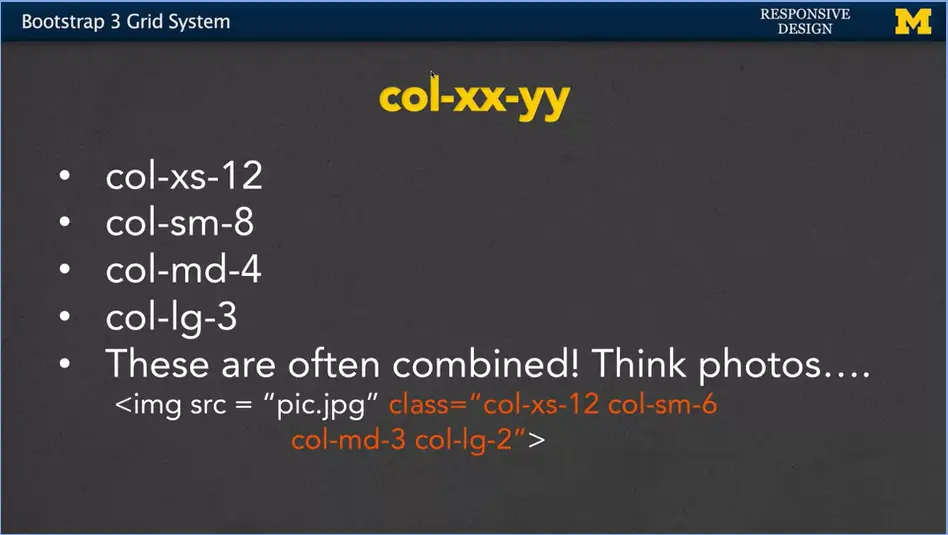 Bootstrap 3 Grid System
RESPONSIVE
DESIGN
M
col-xx-yy
• col-xs-12
• col-sm-8
• col-md-4
• col-lg-3
• These are often combined! Think photos….
<img src = “pic.jpg” class=“col-xs-12 col-sm-6
col-md-3 col-lg-2”>